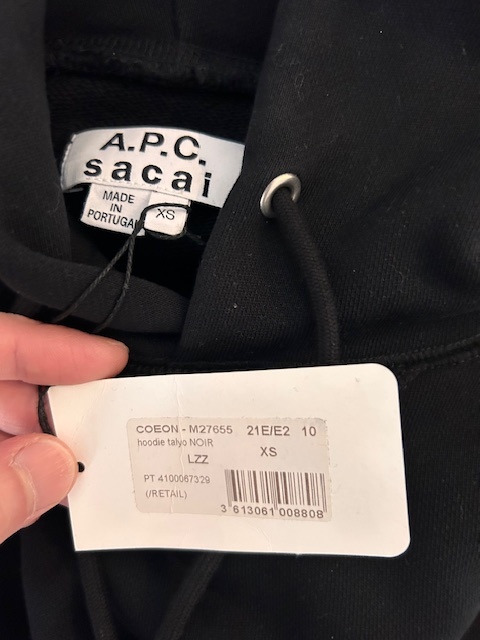 A.P.C.
sacai
MADE
IN
PORTUGAL
XS
COEON - M27655 21E/E2 10
hoodie talyo NOIR
LZZ XS
PT 4100067329
(/RETAIL)
3 613061 008808